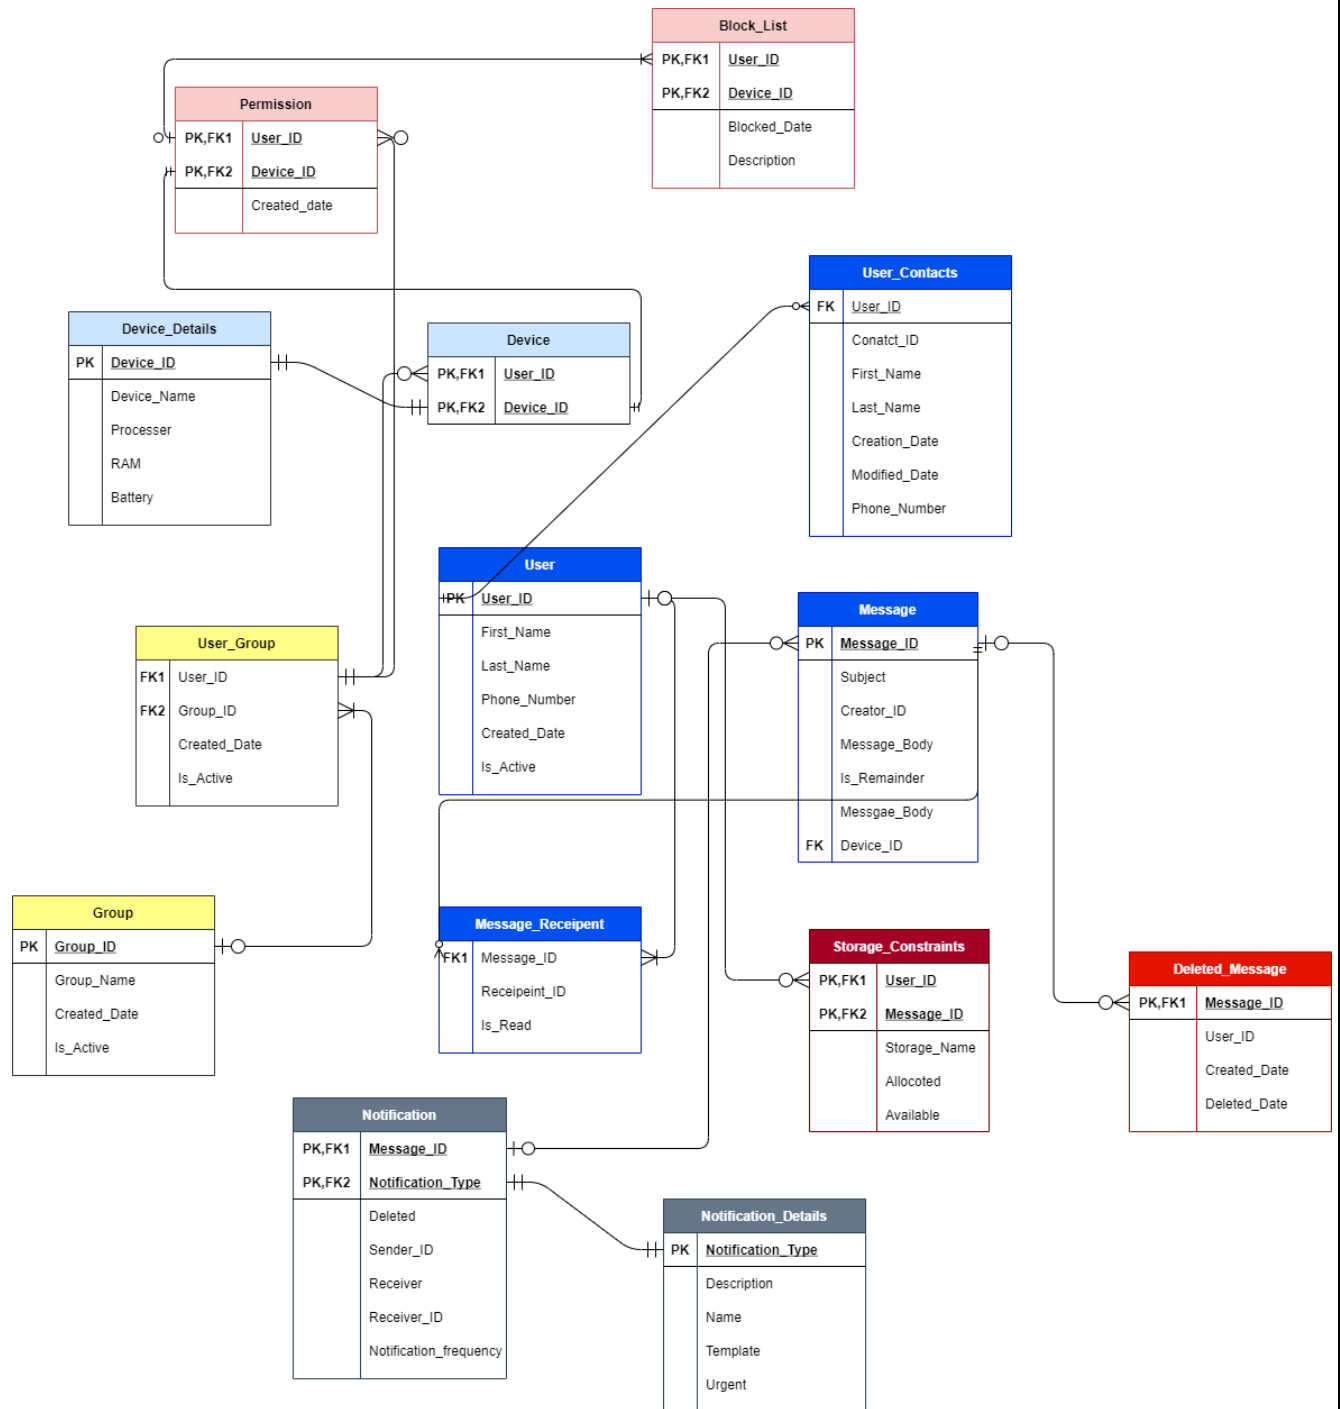 Block_List
PK,FK1 User_ID
PK,FK2 Device_ID
Blocked_Date
Description
Permission
PK,FK1 User_ID
PK,FK2 Device_ID
Created_date
User_Contacts
FK User_ID
Conatct_ID
First_Name
Last_Name
Creation_Date
Modified_Date
Phone_Number
Device_Details
PK Device_ID
Device_Name
Processer
RAM
Battery
Device
PK,FK1 User_ID
PK,FK2 Device_ID
User
PK User_ID
First_Name
Last_Name
Phone_Number
Created_Date
Is_Active
Message
PK Message_ID
Subject
Creator_ID
Message_Body
Is_Remainder
Messgae_Body
FK Device_ID
User_Group
FK1 User_ID
FK2 Group_ID
Created_Date
Is_Active
Group
PK Group_ID
Group_Name
Created_Date
Is_Active
Message_Receipent
FK1 Message_ID
Receipeint_ID
Is_Read
Storage_Constraints
PK,FK1 User_ID
PK,FK2 Message_ID
Storage_Name
Allocoted
Available
Deleted_Message
PK,FK1 Message_ID
User_ID
Created_Date
Deleted_Date
Notification
PK,FK1 Message_ID
PK,FK2 Notification_Type
Deleted
Sender_ID
Receiver
Receiver_ID
Notification_frequency
Notification_Details
PK Notification_Type
Description
Name
Template
Urgent